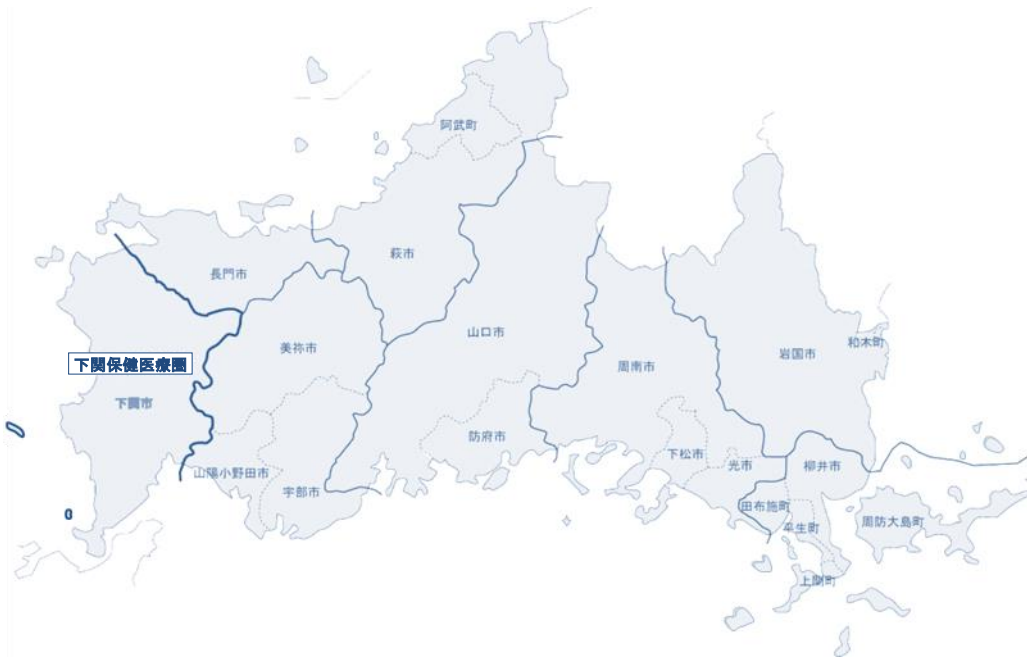 阿武町
萩市
長門市
山口市
美祢市
岩国市
和木町
周南市
下関保健医療圏
下関市
防府市
下松市
光市
柳井市
山陽小野田市
宇部市
田布施町
平生町
周防大島町
上関町